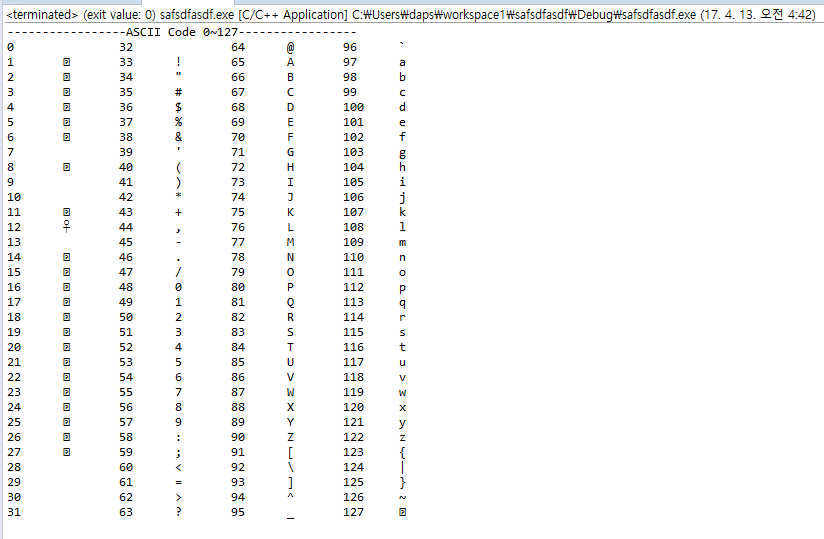 <terminated> (exit value: 0) safsdfasdf.exe [C/C++ Application] C:₩Users₩daps₩workspace1₩safsdfasdf₩Debug₩safsdfasdf.exe (17. 4. 13. 오전 4:42)
-----------------ASCII Code 0~127-----------------
0 32 64 @ 96 `
1 33 ! 65 A 97 a
2 34 " 66 B 98 b
3 35 # 67 C 99 c
4 36 $ 68 D 100 d
5 37 % 69 E 101 e
6 38 & 70 F 102 f
7 39 ' 71 G 103 g
8 40 ( 72 H 104 h
9 41 ) 73 I 105 i
10 42 * 74 J 106 j
11 43 + 75 K 107 k
12 우 44 , 76 L 108 l
13 45 - 77 M 109 m
14 46 . 78 N 110 n
15 47 / 79 O 111 o
16 48 0 80 P 112 p
17 49 1 81 Q 113 q
18 50 2 82 R 114 r
19 51 3 83 S 115 s
20 52 4 84 T 116 t
21 53 5 85 U 117 u
22 54 6 86 V 118 v
23 55 7 87 W 119 w
24 56 8 88 X 120 x
25 57 9 89 Y 121 y
26 58 : 90 Z 122 z
27 59 ; 91 [ 123 {
28 60 < 92 \ 124 |
29 61 = 93 ] 125 }
30 62 > 94 ^ 126 ~
31 63 ? 95 _ 127